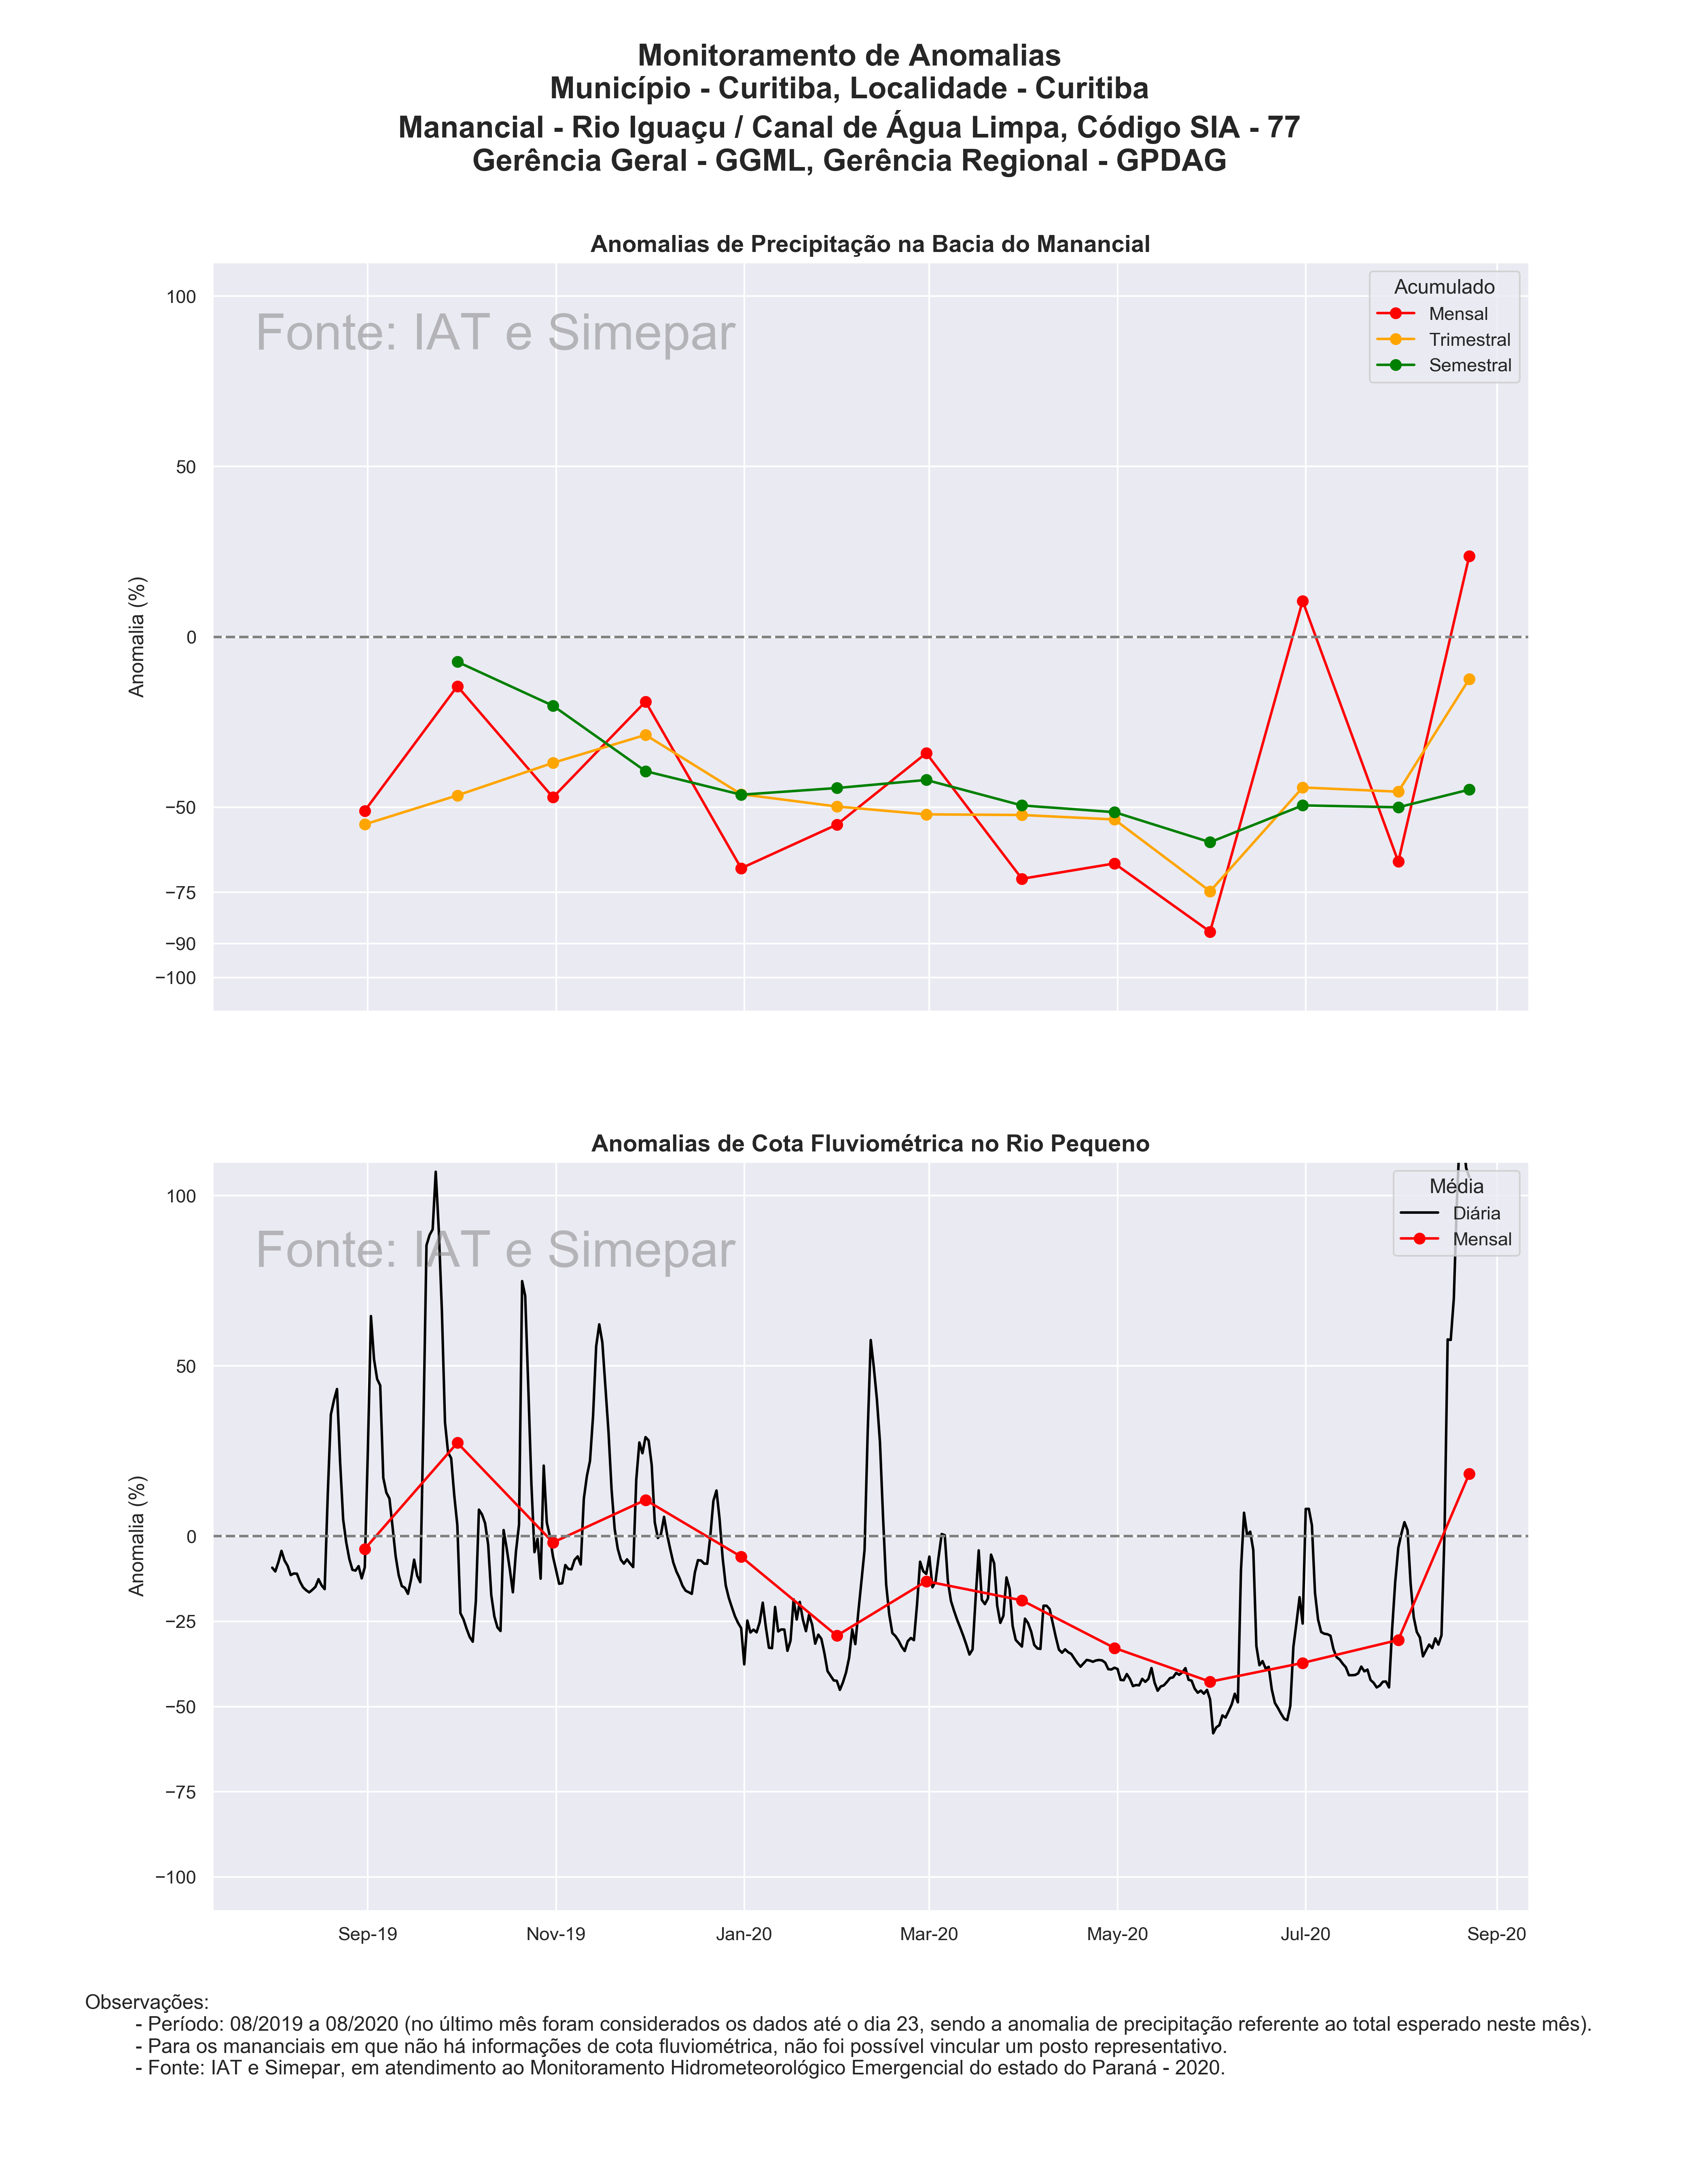 Monitoramento de Anomalias
Município - Curitiba, Localidade - Curitiba
Manancial - Rio Iguaçu / Canal de Água Limpa, Código SIA - 77
Gerência Geral - GGML, Gerência Regional - GPDAG
Anomalias de Precipitação na Bacia do Manancial
Fonte: IAT e Simepar
Acumulado
Mensal
Trimestral
Semestral
Anomalia (%)
100
50
0
−50
−75
−90
−100
Anomalias de Cota Fluviométrica no Rio Pequeno
Fonte: IAT e Simepar
Média
Diária
Mensal
Anomalia (%)
100
50
0
−25
−50
−75
−100
Sep-19 Nov-19 Jan-20 Mar-20 May-20 Jul-20 Sep-20
Observações:
- Período: 08/2019 a 08/2020 (no último mês foram considerados os dados até o dia 23, sendo a anomalia de precipitação referente ao total esperado neste mês).
- Para os mananciais em que não há informações de cota fluviométrica, não foi possível vincular um posto representativo.
- Fonte: IAT e Simepar, em atendimento ao Monitoramento Hidrometeorológico Emergencial do estado do Paraná - 2020.